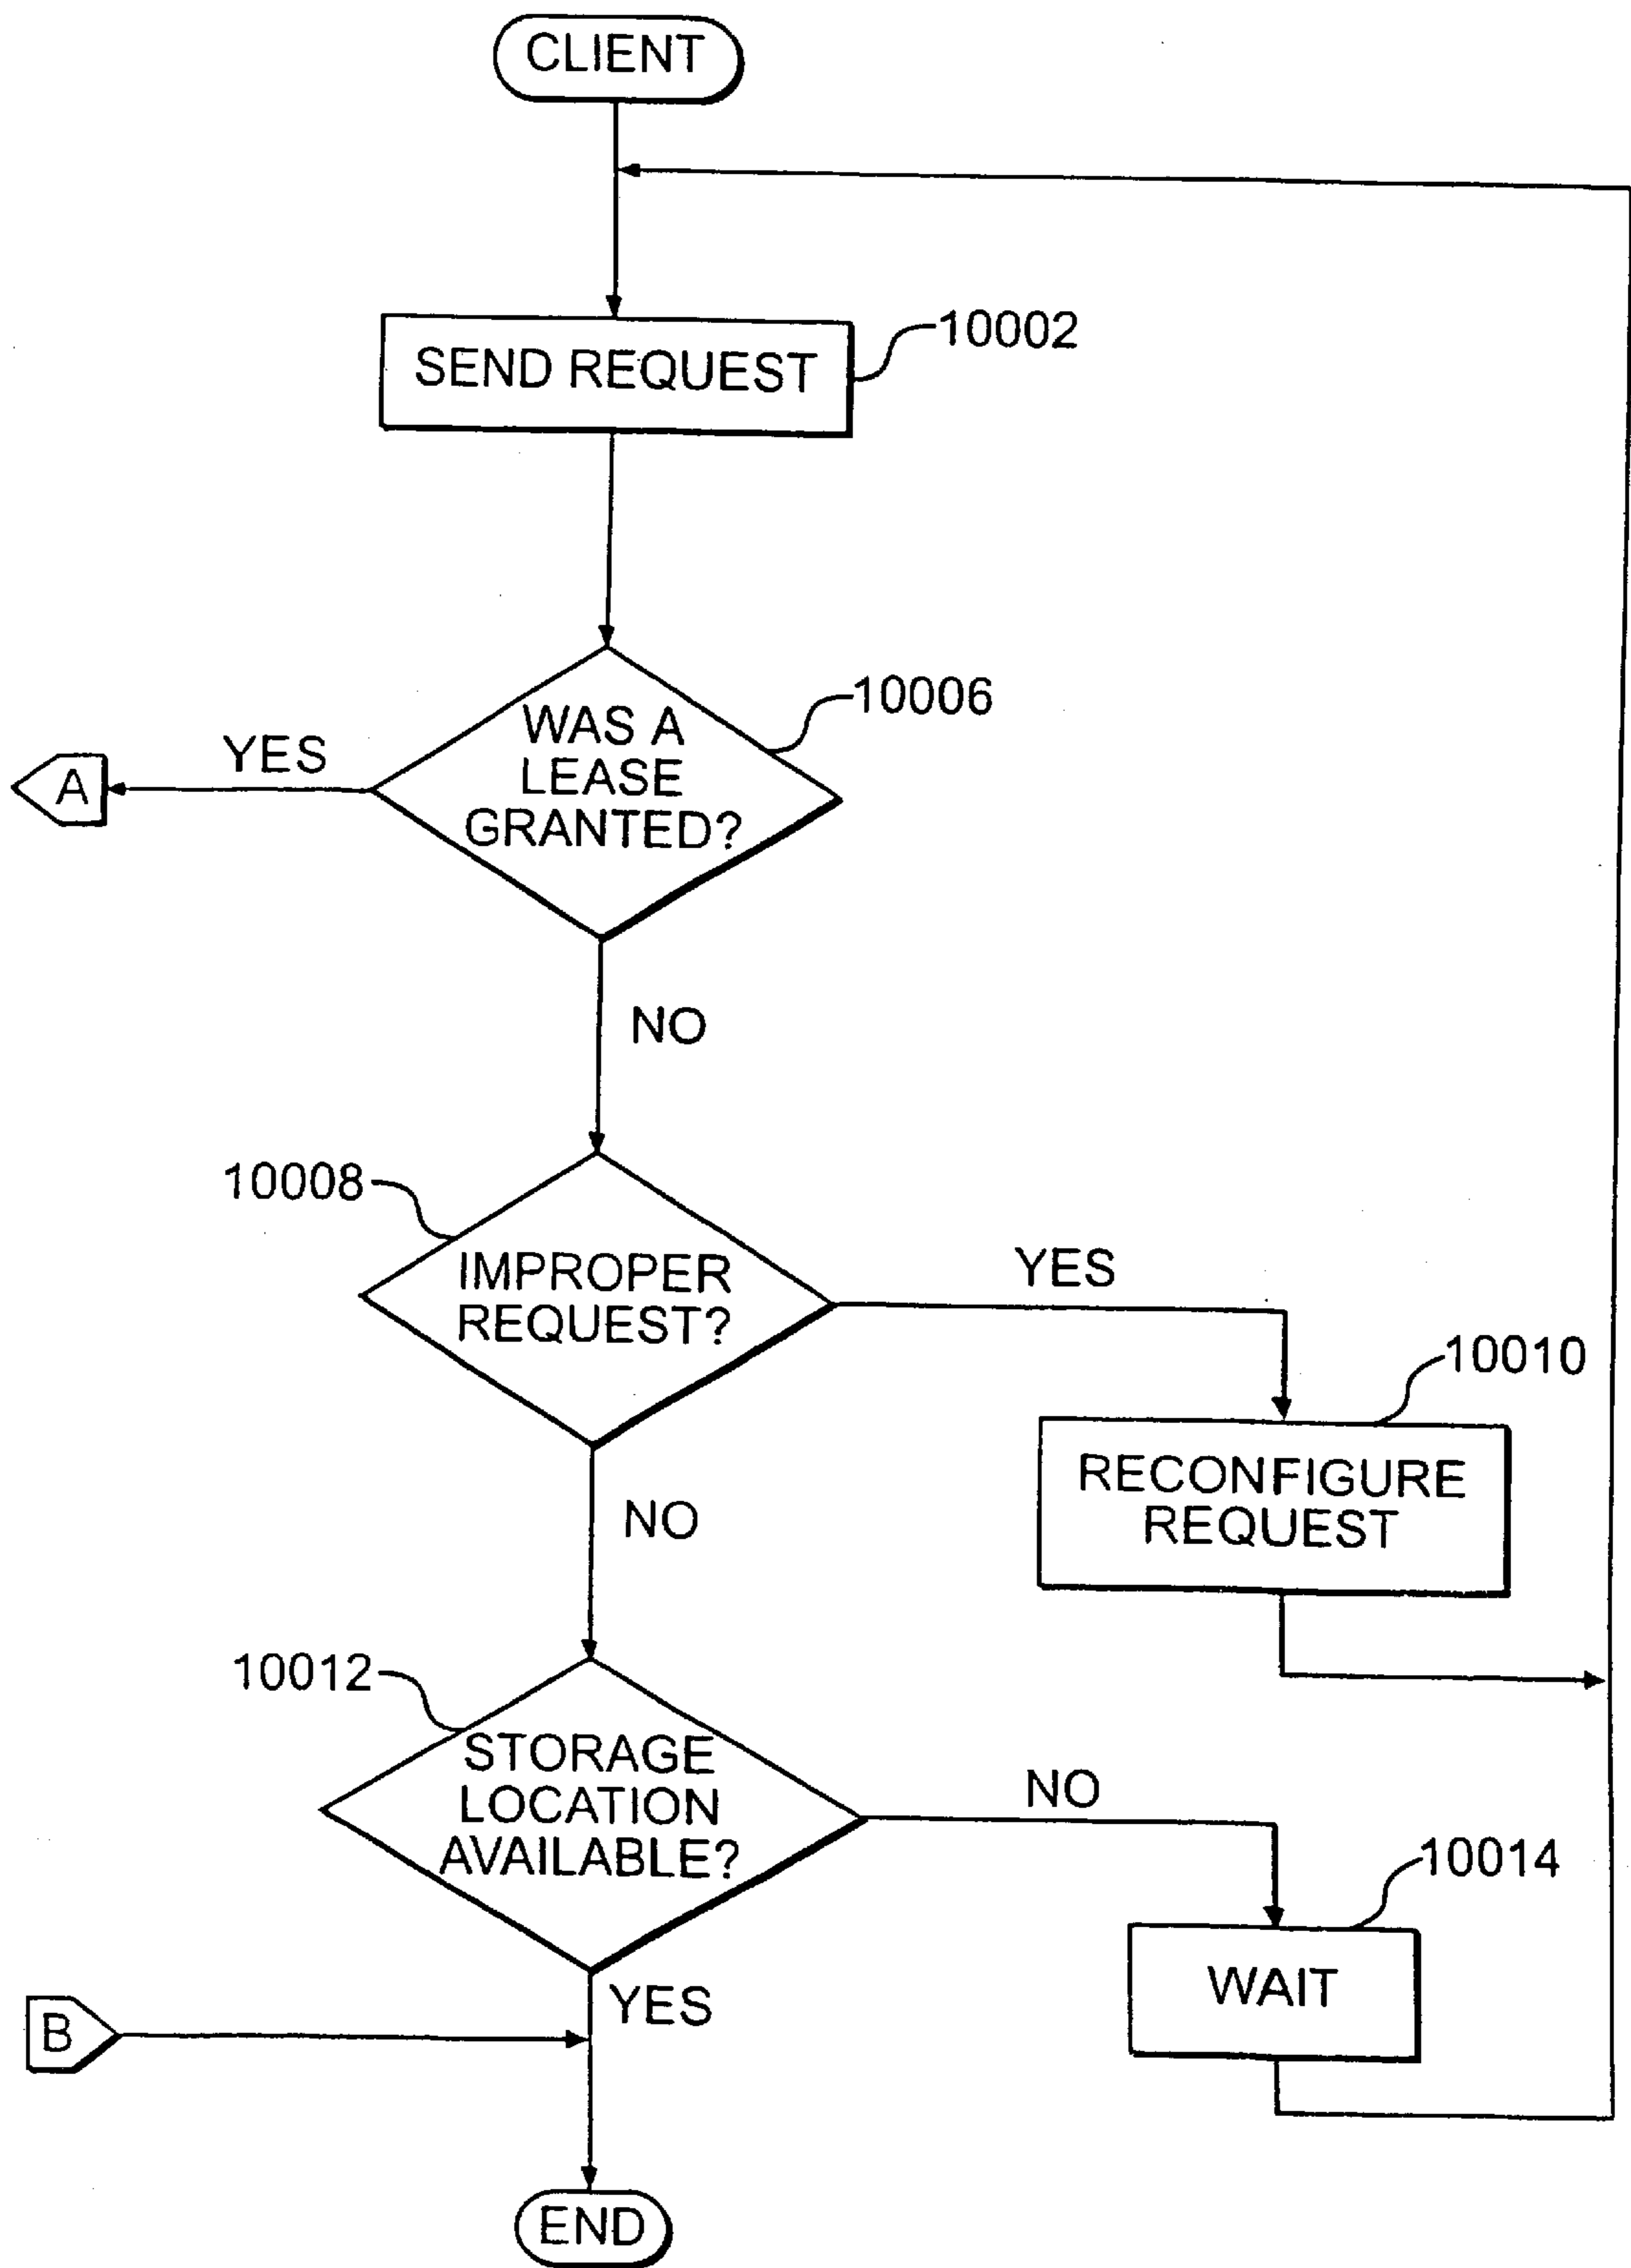 CLIENT
SEND REQUEST
10002
WAS A
LEASE
GRANTED?
10006
YES
A
NO
10008
IMPROPER
REQUEST?
YES
10010
RECONFIGURE
REQUEST
NO
10012
STORAGE
LOCATION
AVAILABLE?
NO
10014
WAIT
YES
B
END